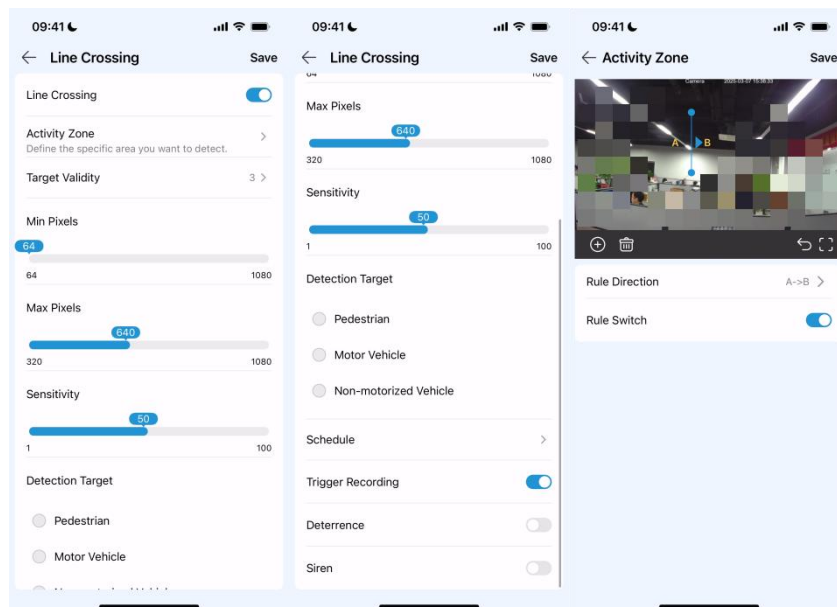 09:41
Line Crossing
Save
Line Crossing
Activity Zone
Define the specific area you want to detect.
Target Validity
3
Min Pixels
64
64
1080
Max Pixels
640
320
1080
Sensitivity
50
1
100
Detection Target
Pedestrian
Motor Vehicle
09:41
Line Crossing
Save
Max Pixels
640
320
1080
Sensitivity
50
1
100
Detection Target
Pedestrian
Motor Vehicle
Non-motorized Vehicle
Schedule
Trigger Recording
Deterrence
Siren
09:41
Activity Zone
Save
Camera
A
B
Rule Direction
A->B
Rule Switch